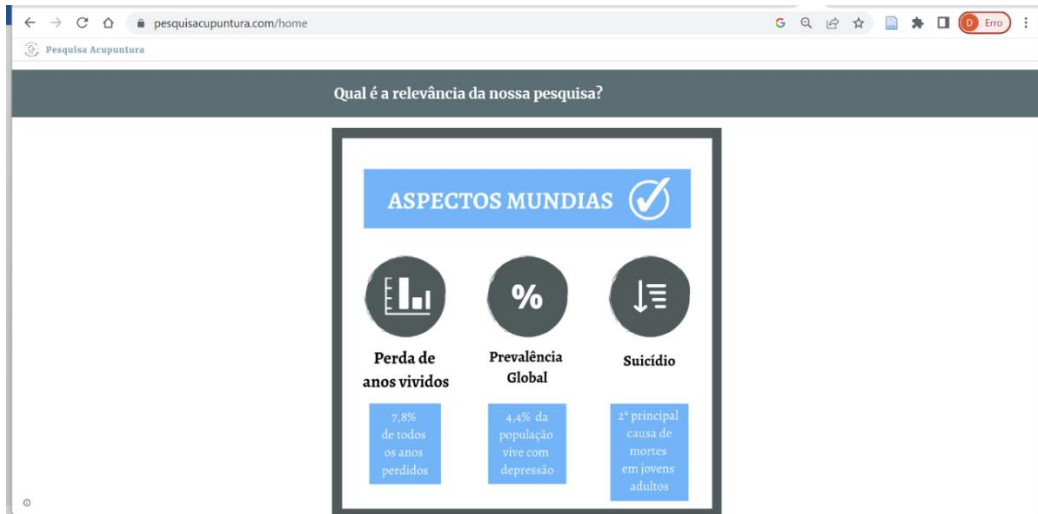 pesquisacupuntura.com/home
G
D Erro
Pesquisa Acupuntura
Qual é a relevância da nossa pesquisa?
ASPECTOS MUNDIAS
%
Perda de
anos vividos
7,8%
de todos
os anos
perdidos
Prevalência
Global
4,4% da
população
vive com
depressão
Suicídio
2ª principal
causa de
mortes
em jovens
adultos